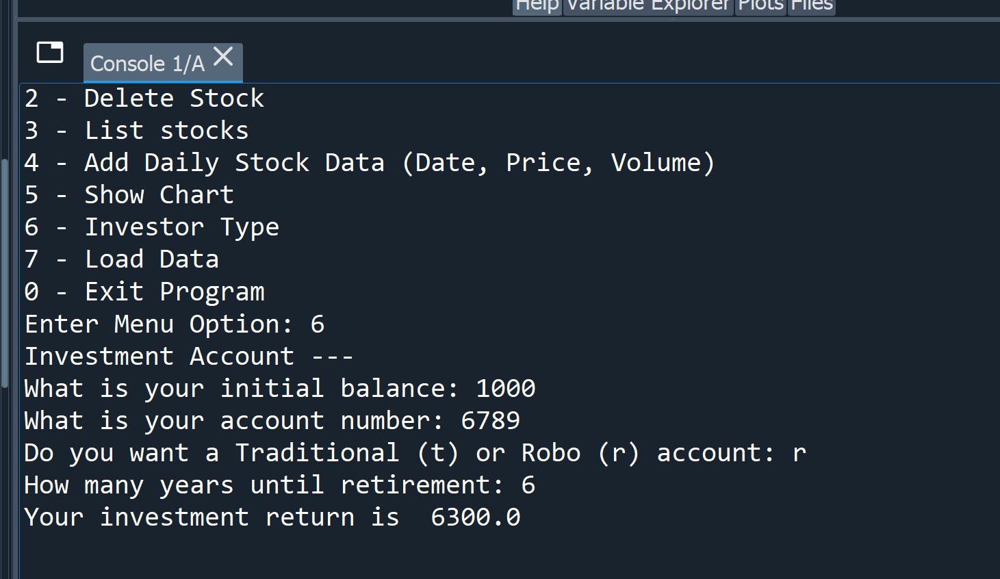 Help Variable Explorer Plots Files
Console 1/A
2 - Delete Stock
3 - List stocks
4 - Add Daily Stock Data (Date, Price, Volume)
5 - Show Chart
6 - Investor Type
7 - Load Data
0 - Exit Program
Enter Menu Option: 6
Investment Account ---
What is your initial balance: 1000
What is your account number: 6789
Do you want a Traditional (t) or Robo (r) account: r
How many years until retirement: 6
Your investment return is  6300.0